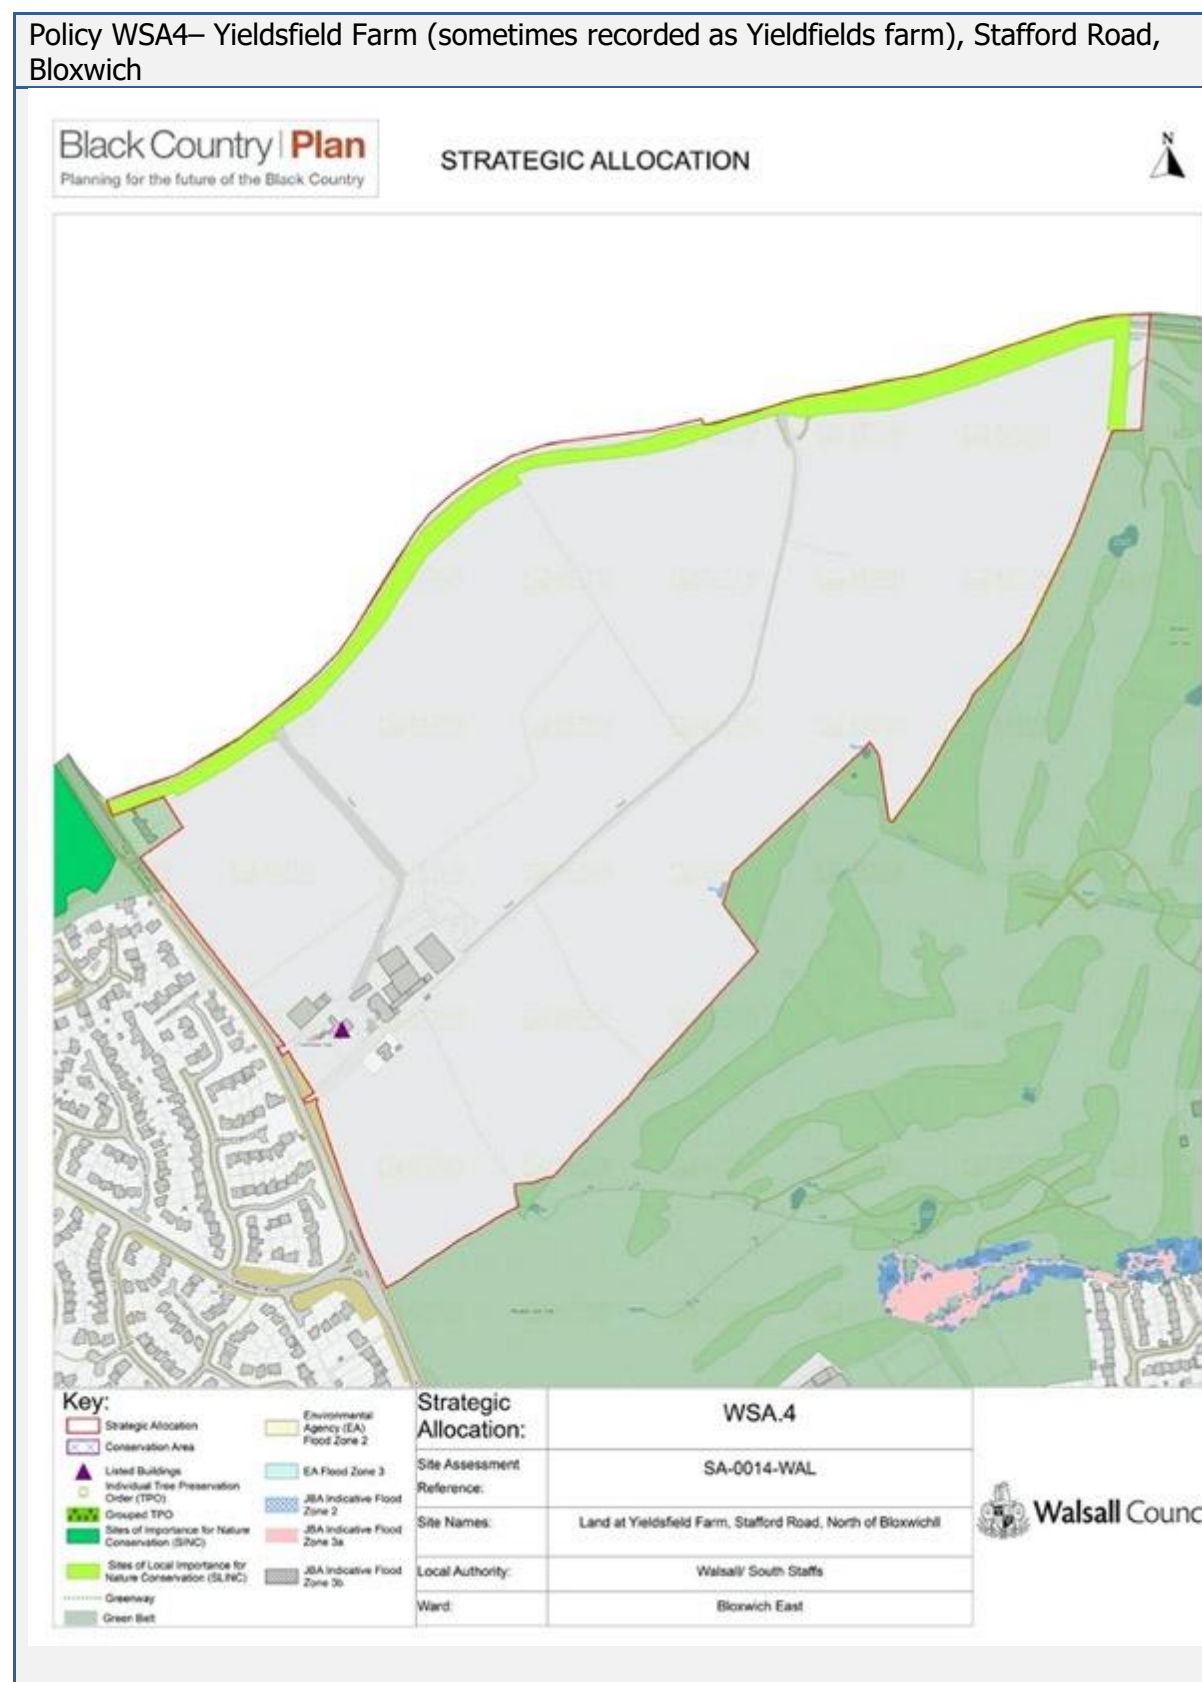 Policy WSA4– Yieldsfield Farm (sometimes recorded as Yieldfields farm), Stafford Road,
Bloxwich
Black Country | Plan
Planning for the future of the Black Country
STRATEGIC ALLOCATION
N
Key:
Strategic Allocation
Conservation Area
Listed Buildings
Individual Tree Preservation
Order (TPO)
Grouped TPO
Sites of Importance for Nature
Conservation (SINC)
Sites of Local Importance for
Nature Conservation (SLINC)
Greenway
Green Belt
Environmental
Agency (EA)
Flood Zone 2
EA Flood Zone 3
JBA Indicative Flood
Zone 2
JBA Indicative Flood
Zone 3a
JBA Indicative Flood
Zone 3b
Strategic
Allocation:
WSA.4
Site Assessment
Reference:
SA-0014-WAL
Site Names:
Land at Yieldsfield Farm, Stafford Road, North of Bloxwichill
Local Authority:
Walsall/ South Staffs
Ward:
Bloxwich East
Walsall Counc